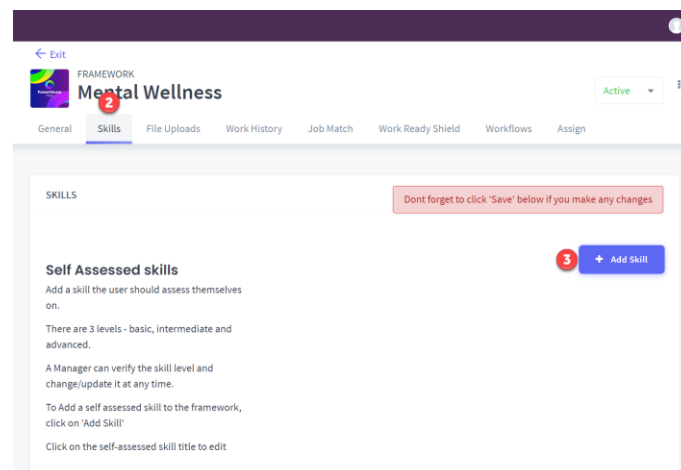 ← Exit
FRAMEWORK
Mental Wellness
2
Active
General Skills File Uploads Work History Job Match Work Ready Shield Workflows Assign
SKILLS
Dont forget to click 'Save' below if you make any changes
3
+ Add Skill
Self Assessed skills
Add a skill the user should assess themselves
on.
There are 3 levels - basic, intermediate and
advanced.
A Manager can verify the skill level and
change/update it at any time.
To Add a self assessed skill to the framework,
click on 'Add Skill'
Click on the self-assessed skill title to edit